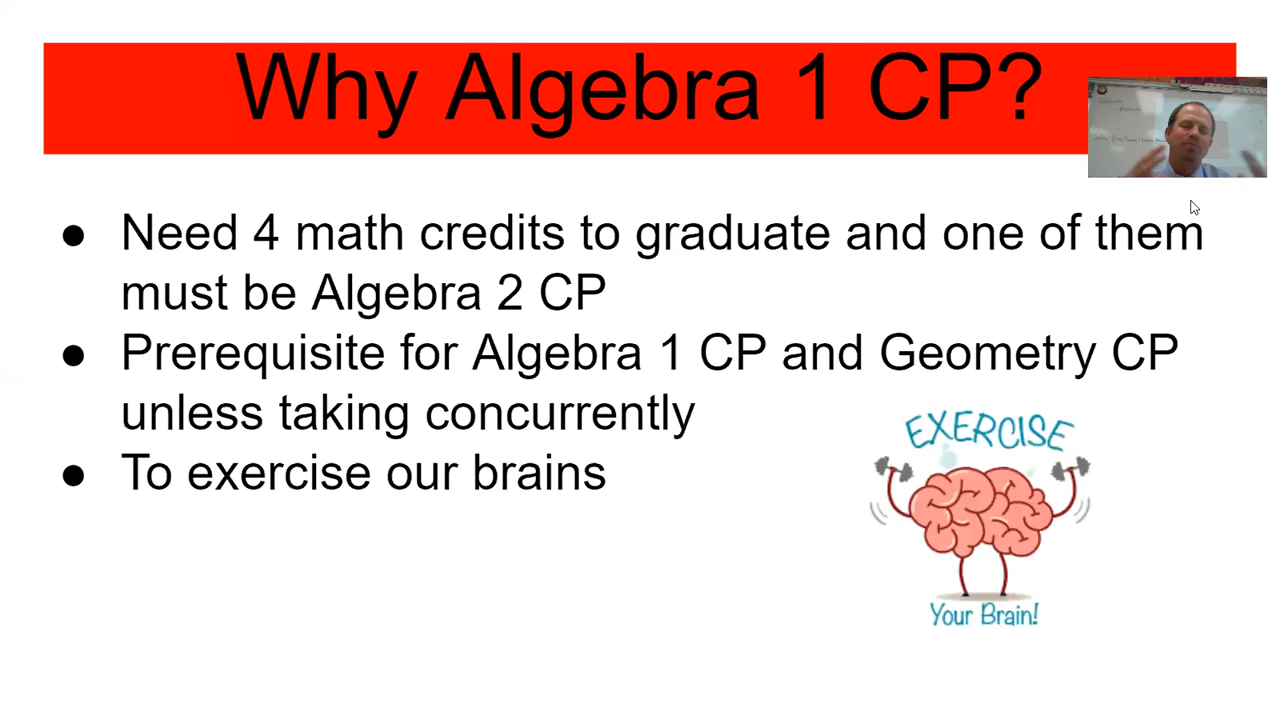 Why Algebra 1 CP?
● Need 4 math credits to graduate and one of them
must be Algebra 2 CP
● Prerequisite for Algebra 1 CP and Geometry CP
unless taking concurrently
● To exercise our brains
EXERCISE
Your Brain!